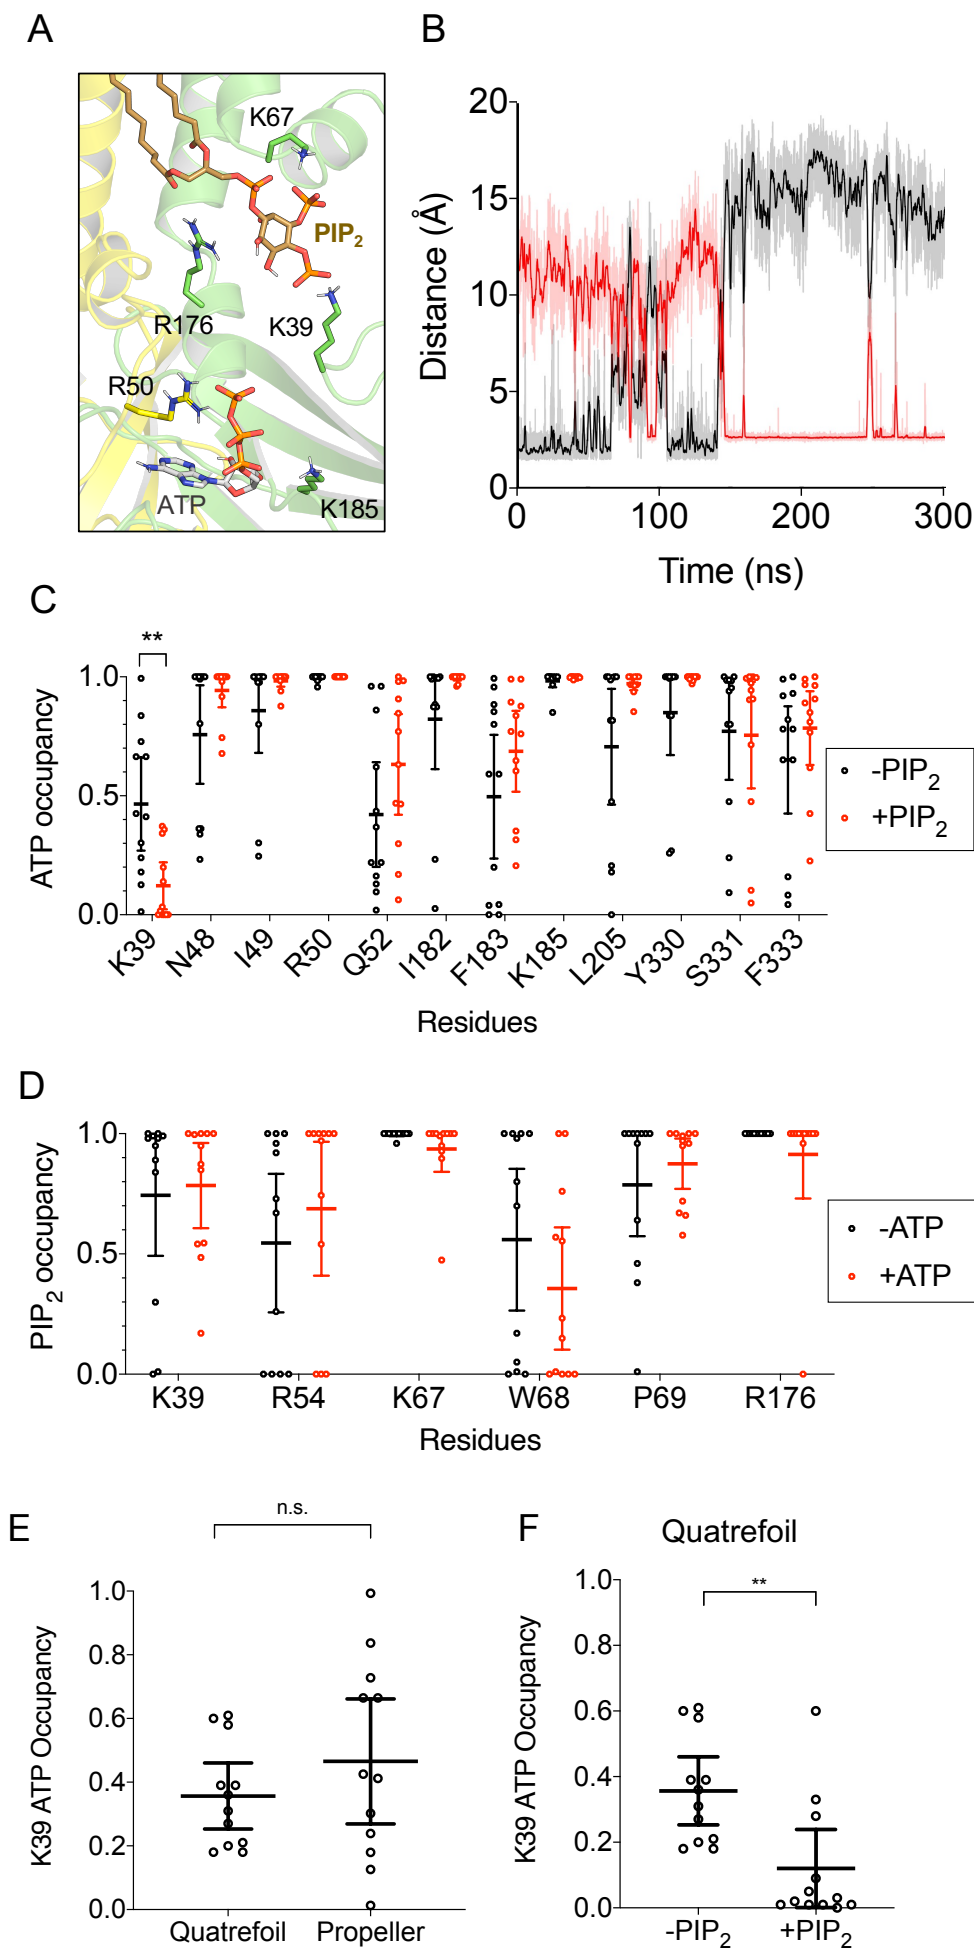 A
K67
PIP2
R176
K39
R50
ATP
K185
B
20
15
10
5
0
Distance (Å)
0 100 200 300
Time (ns)
C
**
1.0
0.5
0.0
ATP occupancy
K39 N48 I49 R50 Q52 I182 F183 K185 L205 Y330 S331 F333
Residues
-PIP2
+PIP2
D
1.0
0.5
0.0
PIP2 occupancy
K39 R54 K67 W68 P69 R176
Residues
-ATP
+ATP
E
n.s.
1.0
0.8
0.6
0.4
0.2
0.0
K39 ATP Occupancy
Quatrefoil Propeller
F
Quatrefoil
**
1.0
0.8
0.6
0.4
0.2
0.0
K39 ATP Occupancy
-PIP2 +PIP2